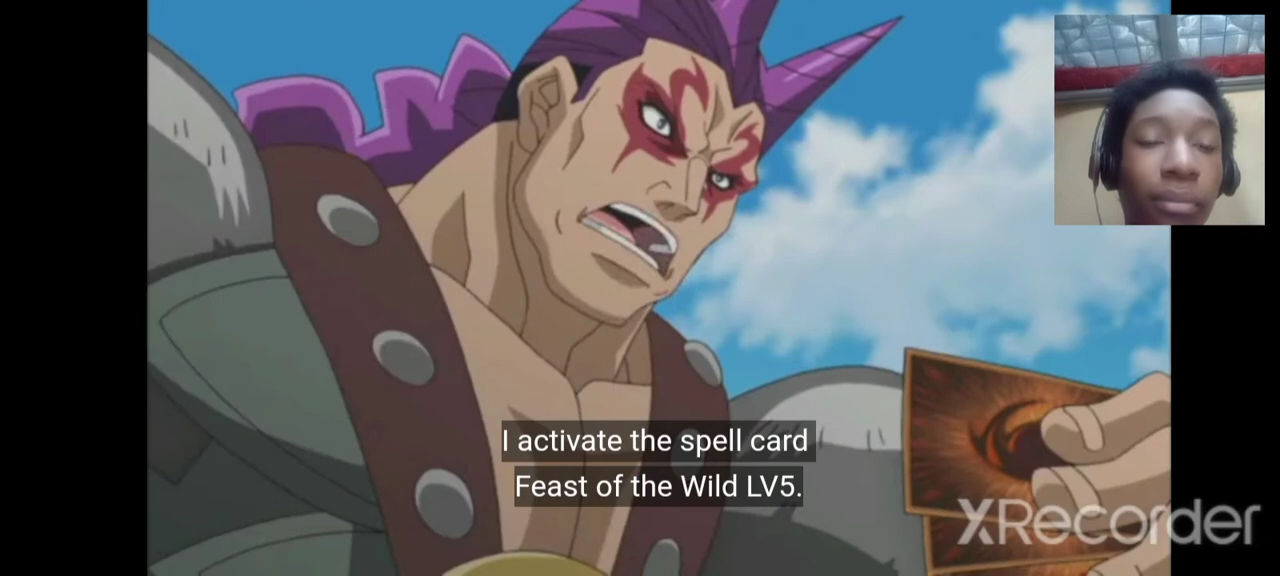 I activate the spell card
Feast of the Wild LV5.
XRecorder